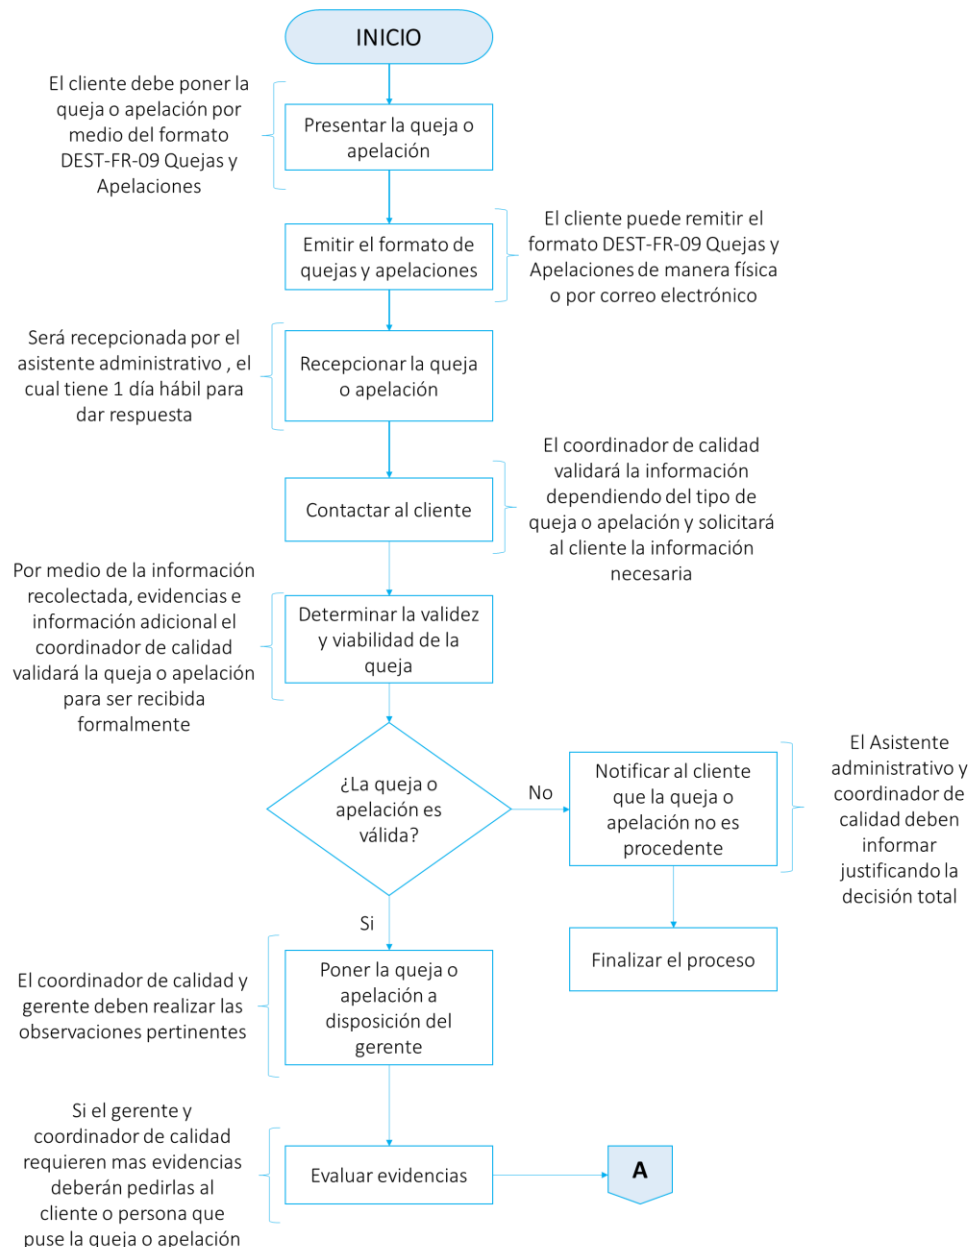 INICIO
El cliente debe poner la
queja o apelación por
medio del formato
DEST-FR-09 Quejas y
Apelaciones
Presentar la queja o
apelación
Emitir el formato de
quejas y apelaciones
El cliente puede remitir el
formato DEST-FR-09 Quejas y
Apelaciones de manera física
o por correo electrónico
Será recepcionada por el
asistente administrativo , el
cual tiene 1 día hábil para
dar respuesta
Recepcionar la queja
o apelación
Contactar al cliente
El coordinador de calidad
validará la información
dependiendo del tipo de
queja o apelación y solicitará
al cliente la información
necesaria
Por medio de la información
recolectada, evidencias e
información adicional el
coordinador de calidad
validará la queja o apelación
para ser recibida
formalmente
Determinar la validez
y viabilidad de la
queja
¿La queja o
apelación es
válida?
No
Notificar al cliente
que la queja o
apelación no es
procedente
El Asistente
administrativo y
coordinador de
calidad deben
informar
justificando la
decisión total
Finalizar el proceso
Si
El coordinador de calidad y
gerente deben realizar las
observaciones pertinentes
Poner la queja o
apelación a
disposición del
gerente
Si el gerente y
coordinador de calidad
requieren mas evidencias
deberán pedirlas al
cliente o persona que
puse la queja o apelación
Evaluar evidencias
A